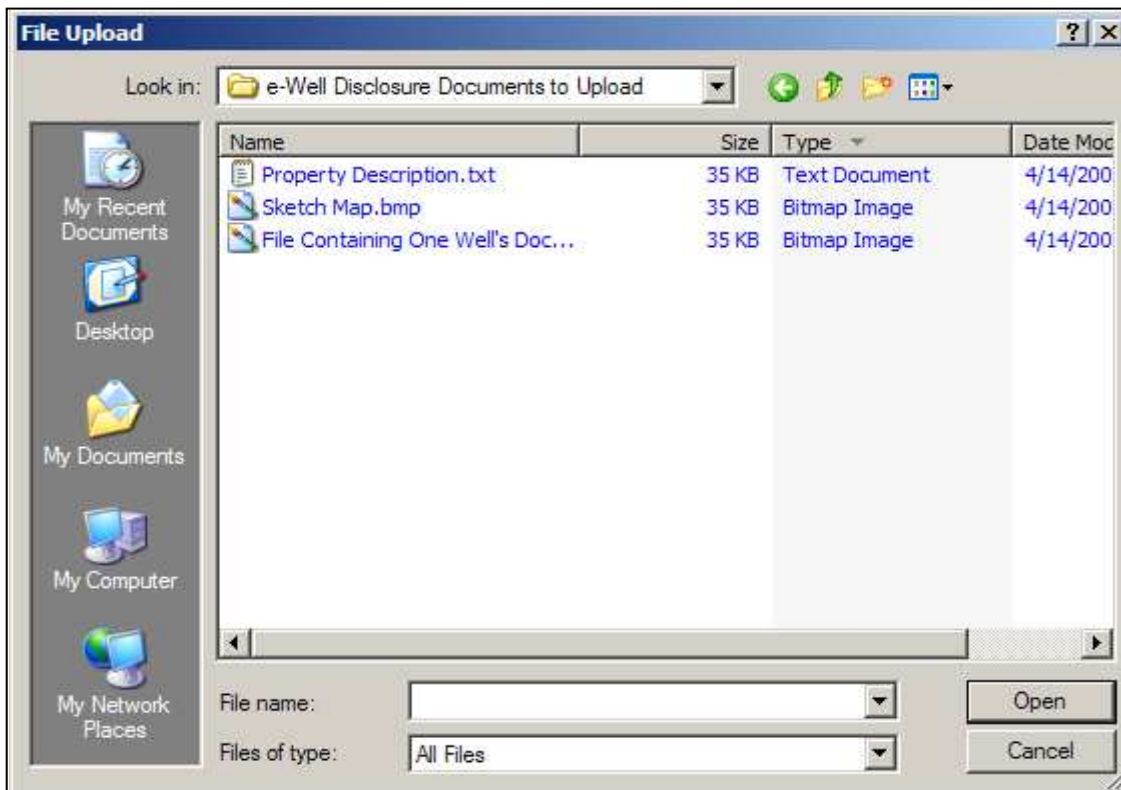 File Upload
Look in: e-Well Disclosure Documents to Upload
Name Size Type Date Moc
Property Description.txt 35 KB Text Document 4/14/200
Sketch Map.bmp 35 KB Bitmap Image 4/14/200
File Containing One Well's Doc... 35 KB Bitmap Image 4/14/200
My Recent
Documents
Desktop
My Documents
My Computer
My Network
Places
File name: Open
Files of type: All Files Cancel